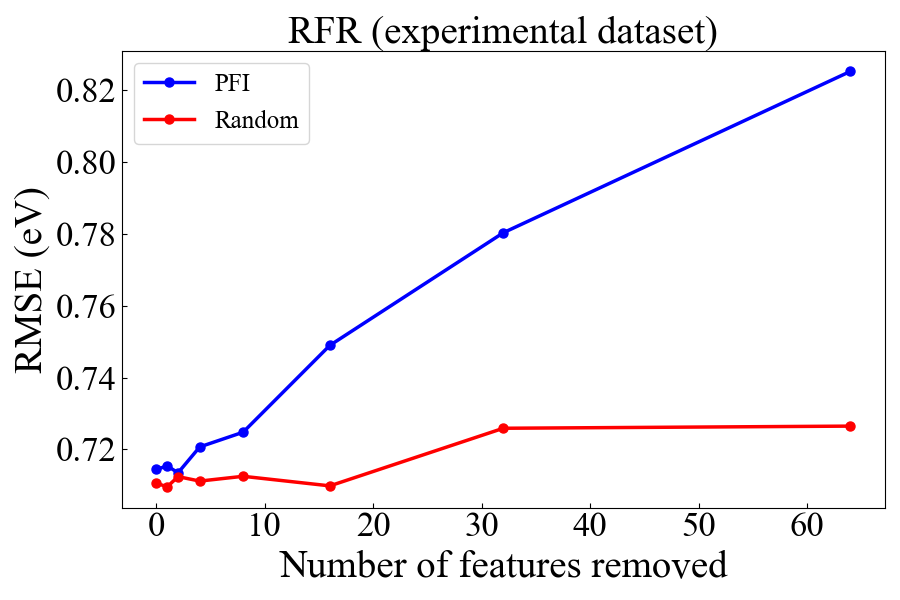 RFR (experimental dataset)
PFI
Random
RMSE (eV)
0.82
0.80
0.78
0.76
0.74
0.72
0 10 20 30 40 50 60
Number of features removed